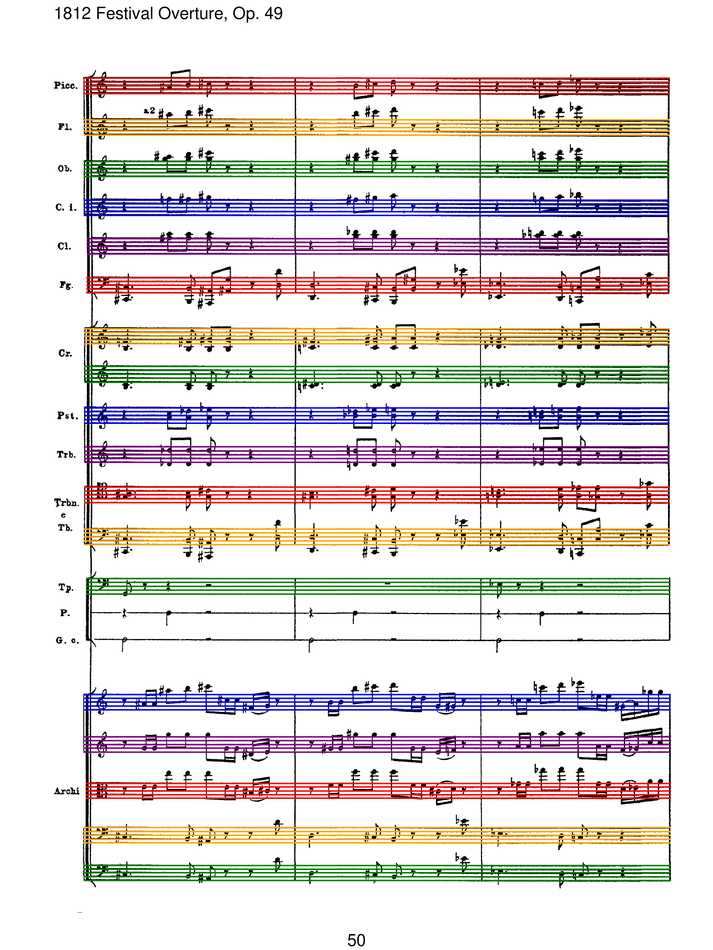 1812 Festival Overture, Op. 49
Picc.
a2
Fl.
Ob.
C. i.
Cl.
Fg.
Cr.
Pst.
Trb.
Trbn.
e
Tb.
Tp.
P.
G. c.
Archi
50